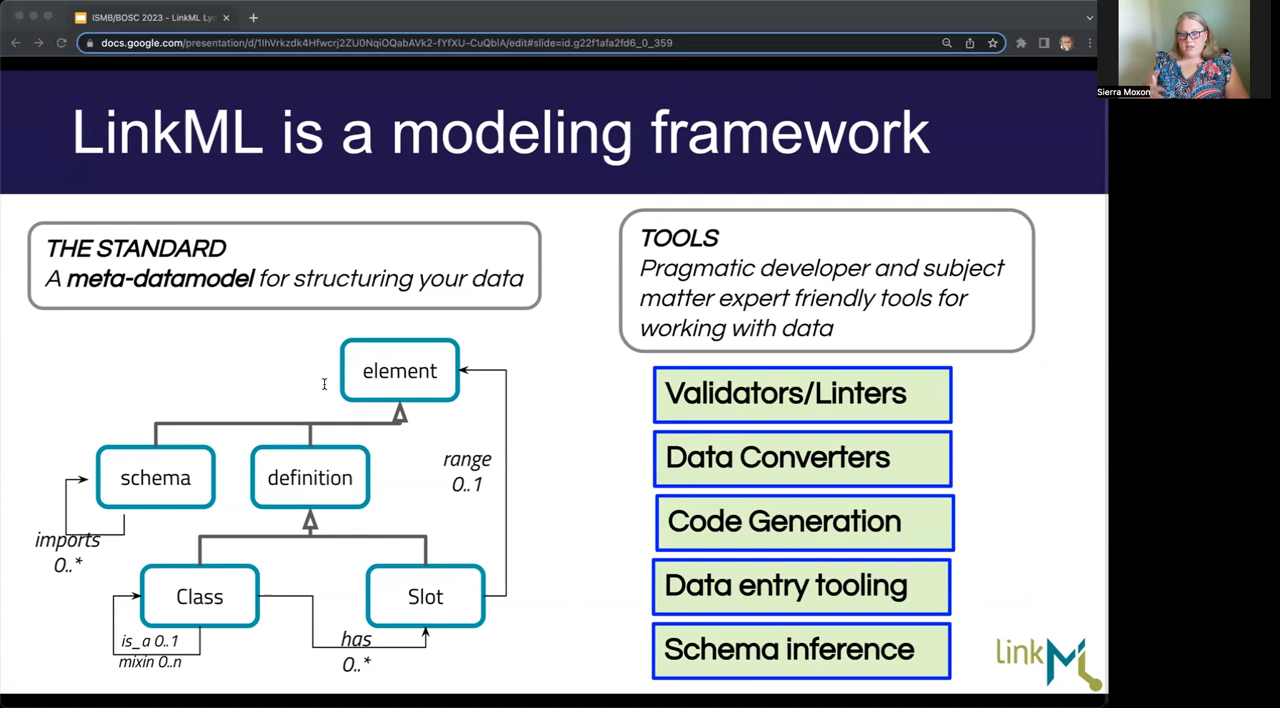 ISMB/BOSC 2023 - LinkML Ly
docs.google.com/presentation/d/1IhVrkzdk4Hfwcrj2ZU0NqiOQabAVk2-fYfXU-CuQblA/edit#slide=id.g22f1afa2fd6_0_359
Sierra Moxon
LinkML is a modeling framework
THE STANDARD
A meta-datamodel for structuring your data
element
schema
definition
range
0..1
imports
0..*
Class
Slot
is_a 0..1
mixin 0..n
has
0..*
TOOLS
Pragmatic developer and subject
matter expert friendly tools for
working with data
Validators/Linters
Data Converters
Code Generation
Data entry tooling
Schema inference
linkML